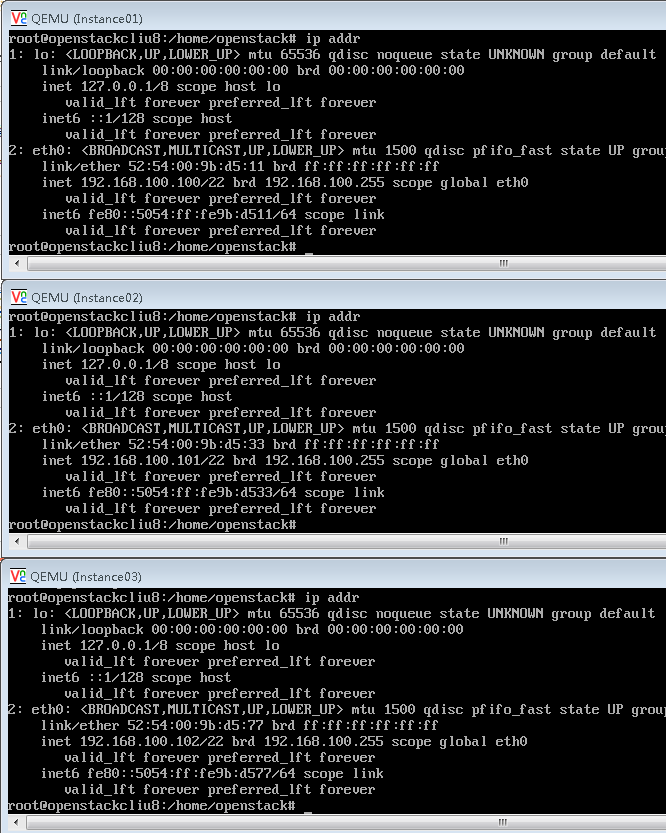 QEMU (Instance01)
root@openstackcliu8:/home/openstack# ip addr
1: lo: <LOOPBACK,UP,LOWER_UP> mtu 65536 qdisc noqueue state UNKNOWN group default
link/loopback 00:00:00:00:00:00 brd 00:00:00:00:00:00
inet 127.0.0.1/8 scope host lo
valid_lft forever preferred_lft forever
inet6 ::1/128 scope host
valid_lft forever preferred_lft forever
2: eth0: <BROADCAST,MULTICAST,UP,LOWER_UP> mtu 1500 qdisc pfifo_fast state UP grou
link/ether 52:54:00:9b:d5:11 brd ff:ff:ff:ff:ff:ff
inet 192.168.100.100/22 brd 192.168.100.255 scope global eth0
valid_lft forever preferred_lft forever
inet6 fe80::5054:ff:fe9b:d511/64 scope link
valid_lft forever preferred_lft forever
root@openstackcliu8:/home/openstack# _
QEMU (Instance02)
root@openstackcliu8:/home/openstack# ip addr
1: lo: <LOOPBACK,UP,LOWER_UP> mtu 65536 qdisc noqueue state UNKNOWN group default
link/loopback 00:00:00:00:00:00 brd 00:00:00:00:00:00
inet 127.0.0.1/8 scope host lo
valid_lft forever preferred_lft forever
inet6 ::1/128 scope host
valid_lft forever preferred_lft forever
2: eth0: <BROADCAST,MULTICAST,UP,LOWER_UP> mtu 1500 qdisc pfifo_fast state UP grou
link/ether 52:54:00:9b:d5:33 brd ff:ff:ff:ff:ff:ff
inet 192.168.100.101/22 brd 192.168.100.255 scope global eth0
valid_lft forever preferred_lft forever
inet6 fe80::5054:ff:fe9b:d533/64 scope link
valid_lft forever preferred_lft forever
root@openstackcliu8:/home/openstack#
QEMU (Instance03)
root@openstackcliu8:/home/openstack# ip addr
1: lo: <LOOPBACK,UP,LOWER_UP> mtu 65536 qdisc noqueue state UNKNOWN group default
link/loopback 00:00:00:00:00:00 brd 00:00:00:00:00:00
inet 127.0.0.1/8 scope host lo
valid_lft forever preferred_lft forever
inet6 ::1/128 scope host
valid_lft forever preferred_lft forever
2: eth0: <BROADCAST,MULTICAST,UP,LOWER_UP> mtu 1500 qdisc pfifo_fast state UP grou
link/ether 52:54:00:9b:d5:77 brd ff:ff:ff:ff:ff:ff
inet 192.168.100.102/22 brd 192.168.100.255 scope global eth0
valid_lft forever preferred_lft forever
inet6 fe80::5054:ff:fe9b:d577/64 scope link
valid_lft forever preferred_lft forever
root@openstackcliu8:/home/openstack# _